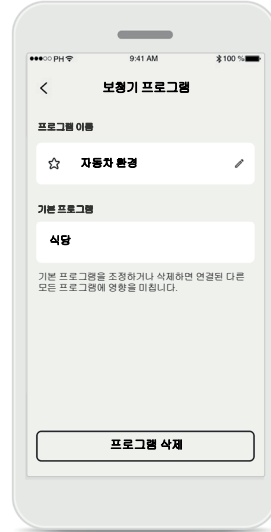 ●●●○○ PH 9:41 AM 100 %
보청기 프로그램
프로그램 이름
자동차 환경
기본 프로그램
식당
기본 프로그램을 조정하거나 삭제하면 연결된 다른
모든 프로그램에 영향을 미칩니다.
프로그램 삭제